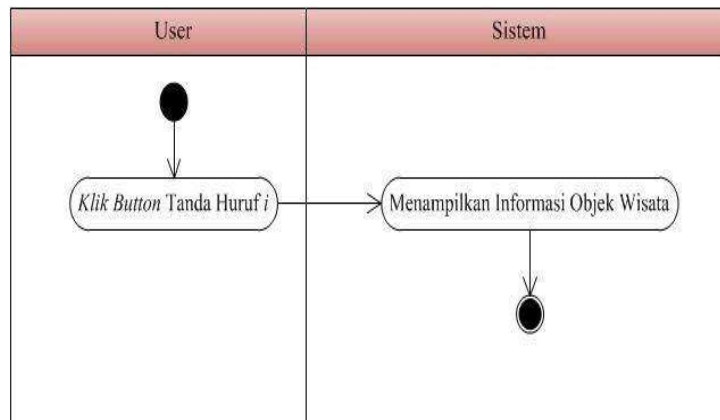 User
Sistem
Klik Button Tanda Huruf i
Menampilkan Informasi Objek Wisata